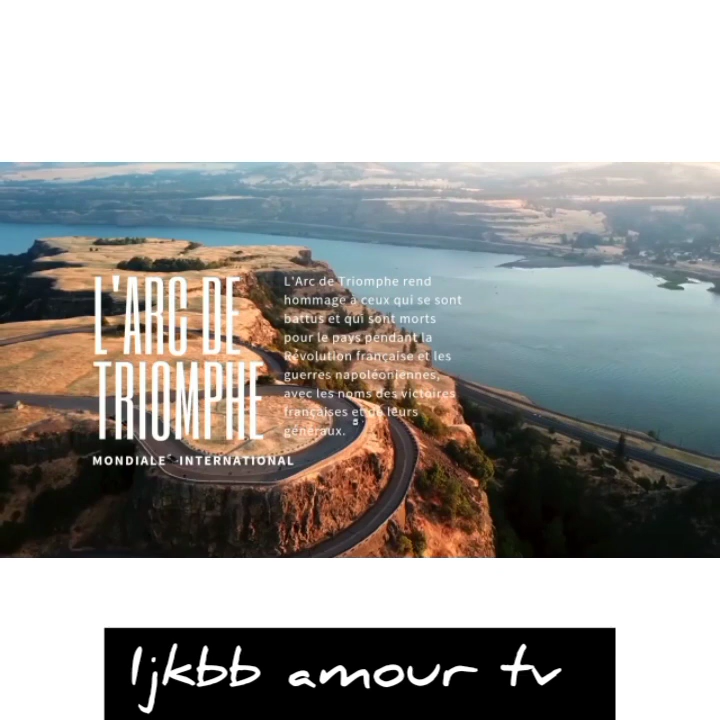 L'ARC DE
TRIOMPHE
MONDIALE INTERNATIONAL
L'Arc de Triomphe rend
hommage à ceux qui se sont
battus et qui sont morts
pour le pays pendant la
Révolution française et les
guerres napoléoniennes,
avec les noms des victoires
françaises et de leurs
généraux.
ljkbb amour tv